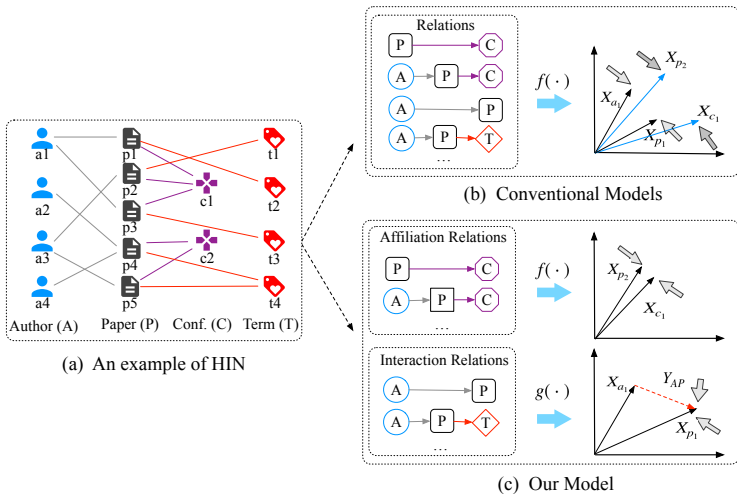 a1
a2
a3
a4
Author (A)
p1
p2
p3
p4
p5
Paper (P)
c1
c2
Conf. (C)
t1
t2
t3
t4
Term (T)
(a) An example of HIN
Relations
P C
A P C
A P
A P T
...
f(·)
X_{a_1}
X_{p_2}
X_{c_1}
X_{p_1}
(b) Conventional Models
Affiliation Relations
P C
A P C
...
f(·)
X_{p_2}
X_{c_1}
Interaction Relations
A P
A P T
...
g(·)
X_{a_1}
Y_{AP}
X_{p_1}
(c) Our Model